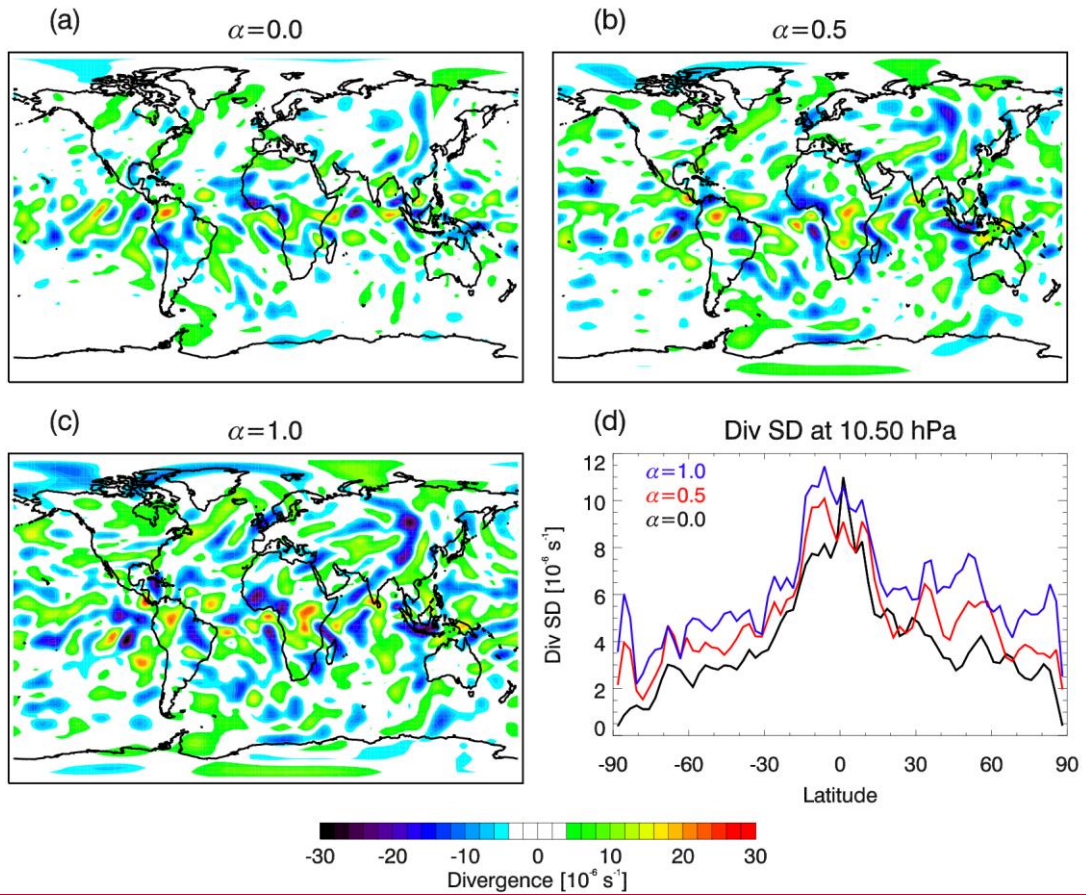 (a)
α=0.0
(b)
α=0.5
(c)
α=1.0
(d)
Div SD at 10.50 hPa
α=1.0
α=0.5
α=0.0
Div SD [10⁻⁶ s⁻¹]
12
10
8
6
4
2
0
-90 -60 -30 0 30 60 90
Latitude
-30 -20 -10 0 10 20 30
Divergence [10⁻⁶ s⁻¹]